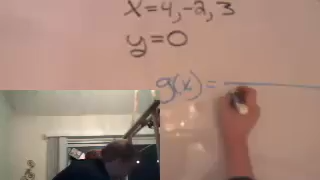 x=4,-2,3
y=0
g(x)=